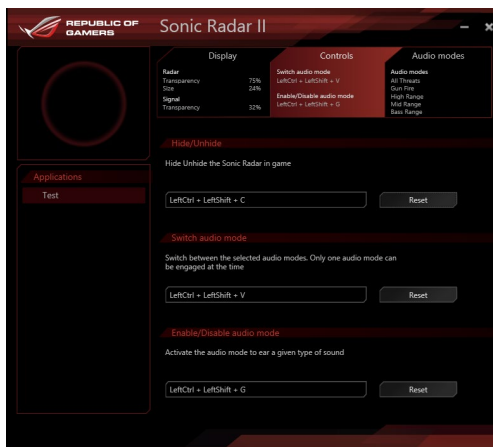 REPUBLIC OF
GAMERS
Sonic Radar II
Display
Radar
Transparency 75%
Size 24%
Signal
Transparency 32%
Controls
Switch audio mode
LeftCtrl + LeftShift + V
Enable/Disable audio mode
LeftCtrl + LeftShift + G
Audio modes
Audio modes
All Threats
Gun Fire
High Range
Mid Range
Bass Range
Applications
Test
Hide/Unhide
Hide Unhide the Sonic Radar in game
LeftCtrl + LeftShift + C
Reset
Switch audio mode
Switch between the selected audio modes. Only one audio mode can
be engaged at the time
LeftCtrl + LeftShift + V
Reset
Enable/Disable audio mode
Activate the audio mode to ear a given type of sound
LeftCtrl + LeftShift + G
Reset